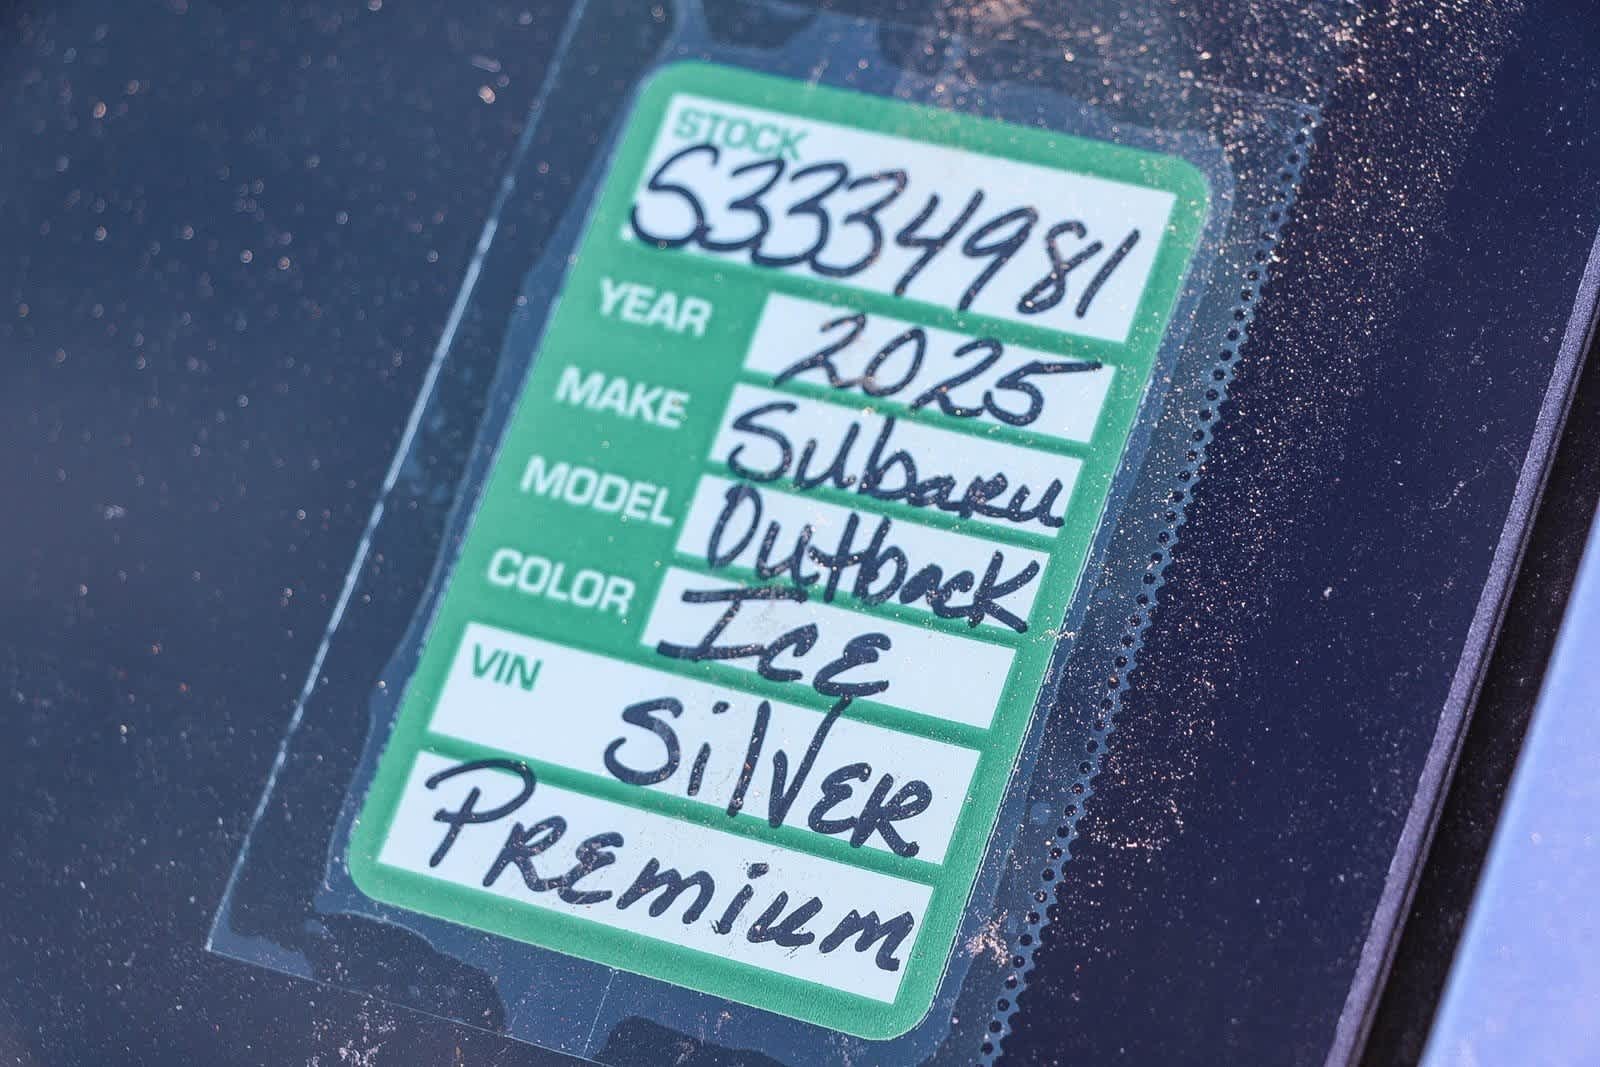 STOCK
S3334981
YEAR 2025
MAKE Subaru
MODEL Outback
COLOR ICE
VIN SilVER
PREmium